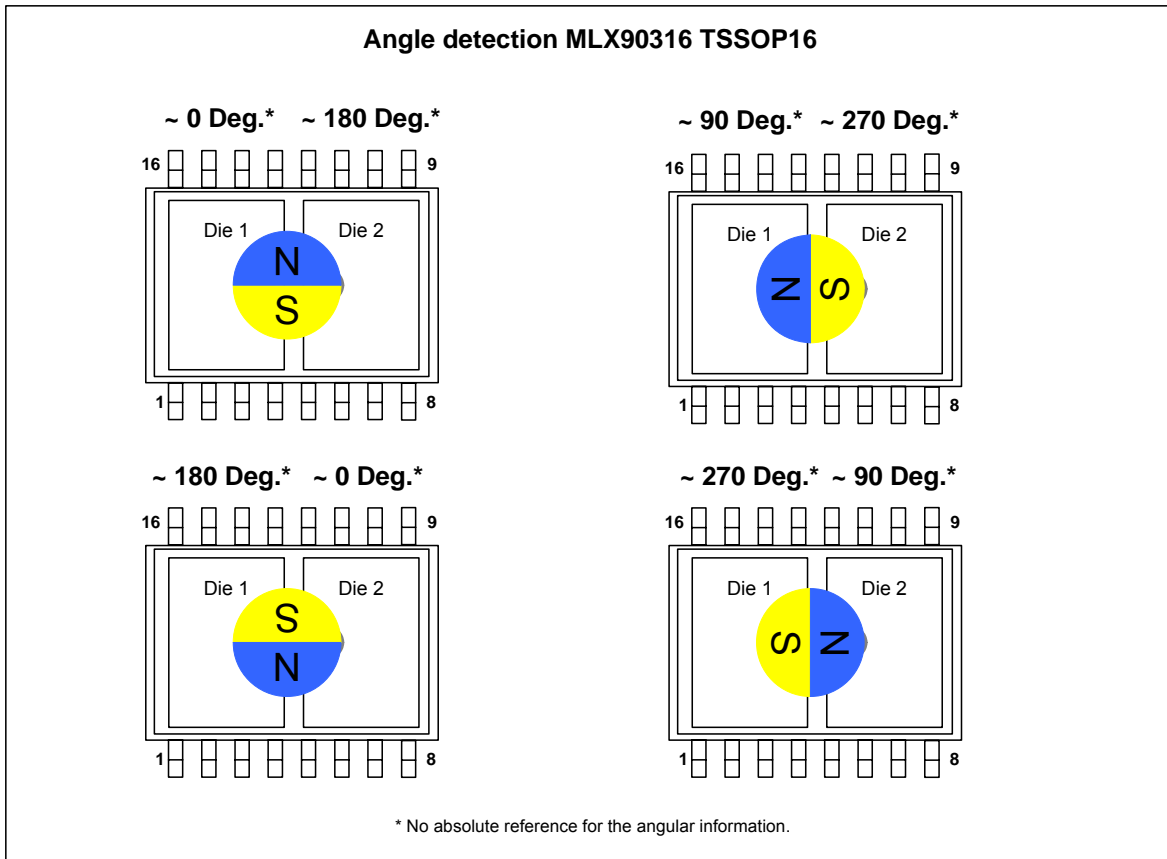 Angle detection MLX90316 TSSOP16
~ 0 Deg.* ~ 180 Deg.*
16 9
Die 1 Die 2
N
S
1 8
~ 90 Deg.* ~ 270 Deg.*
16 9
Die 1 Die 2
N S
1 8
~ 180 Deg.* ~ 0 Deg.*
16 9
Die 1 Die 2
S
N
1 8
~ 270 Deg.* ~ 90 Deg.*
16 9
Die 1 Die 2
S N
1 8
* No absolute reference for the angular information.